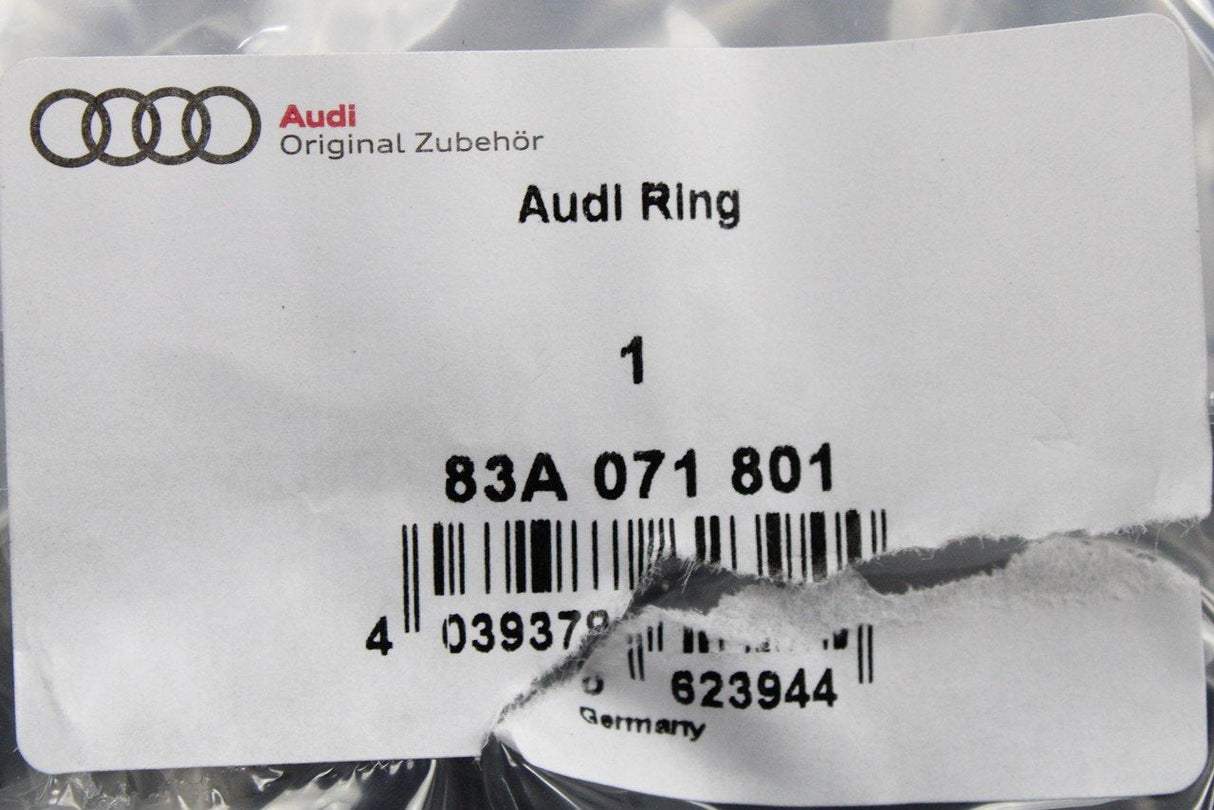 Audi
Original Zubehör
Audi Ring
1
83A 071 801
4 039378 623944
Germany